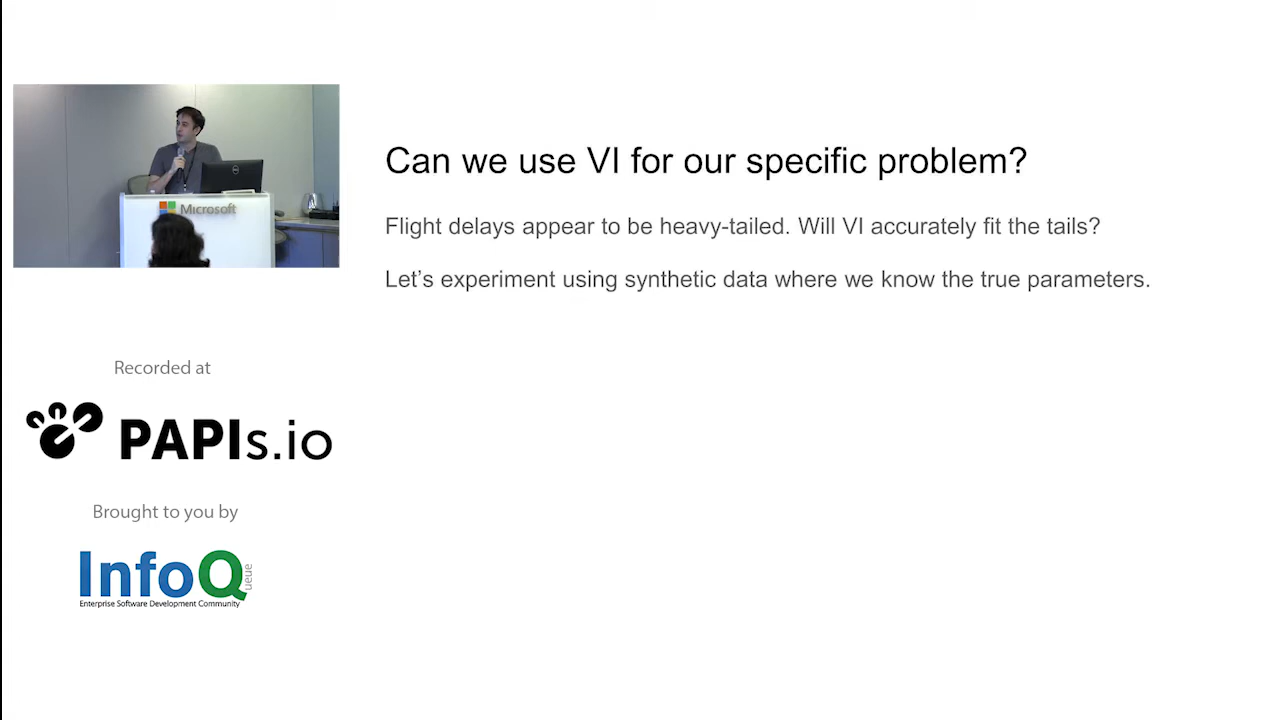 Can we use VI for our specific problem?
Flight delays appear to be heavy-tailed. Will VI accurately fit the tails?
Let’s experiment using synthetic data where we know the true parameters.
Microsoft
Recorded at
PAPIs.io
Brought to you by
InfoQueue
Enterprise Software Development Community